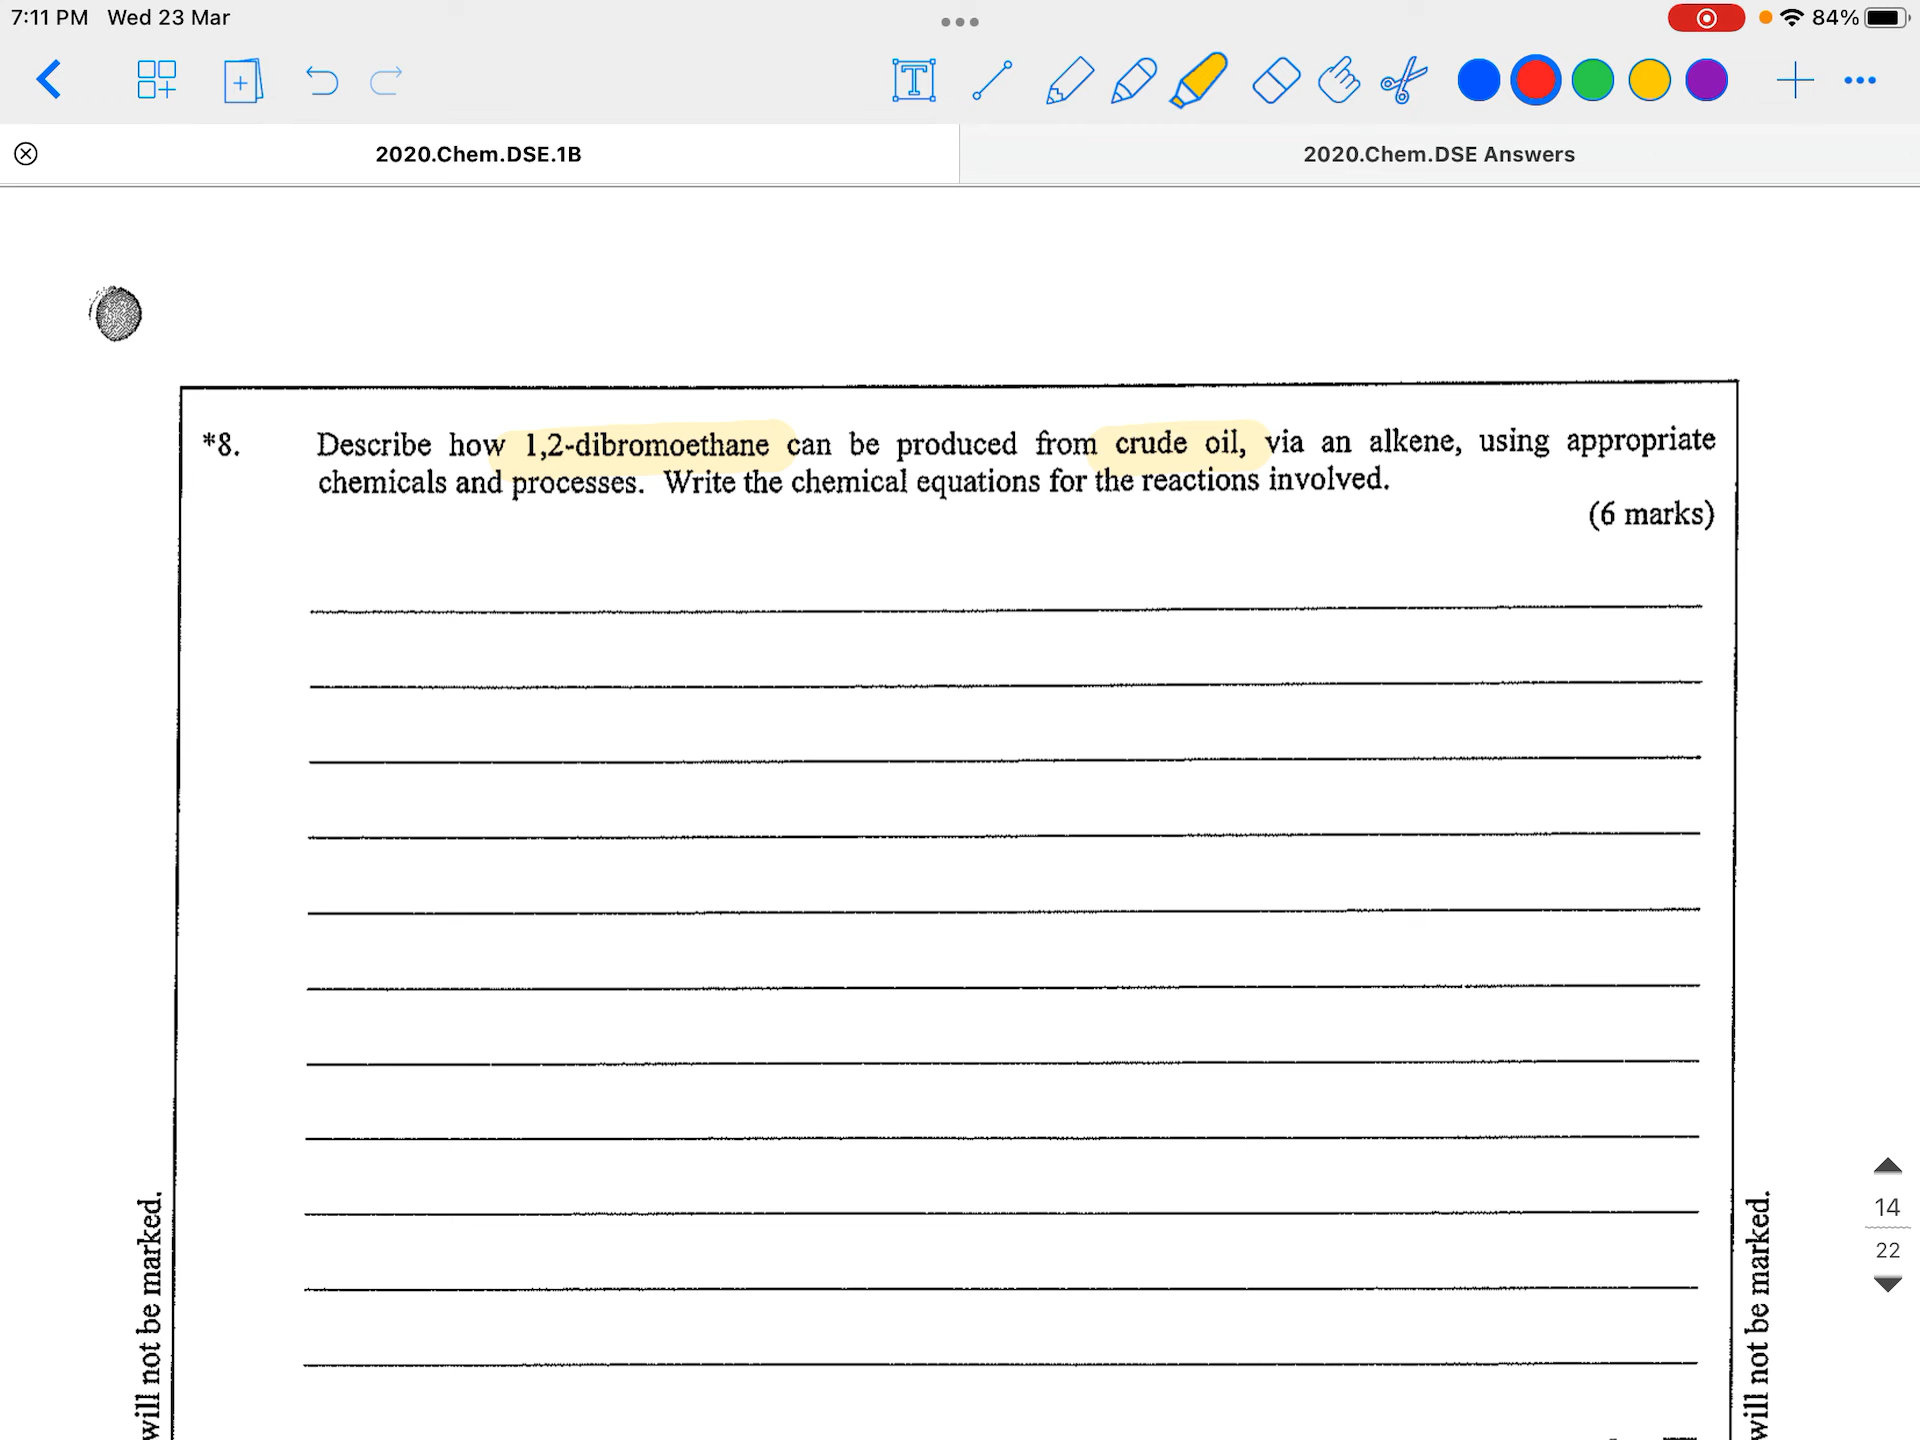 7:11 PM Wed 23 Mar
84%
T
2020.Chem.DSE.1B
2020.Chem.DSE Answers
*8. Describe how 1,2-dibromoethane can be produced from crude oil, via an alkene, using appropriate
chemicals and processes. Write the chemical equations for the reactions involved.
(6 marks)
14
22
will not be marked.
will not be marked.